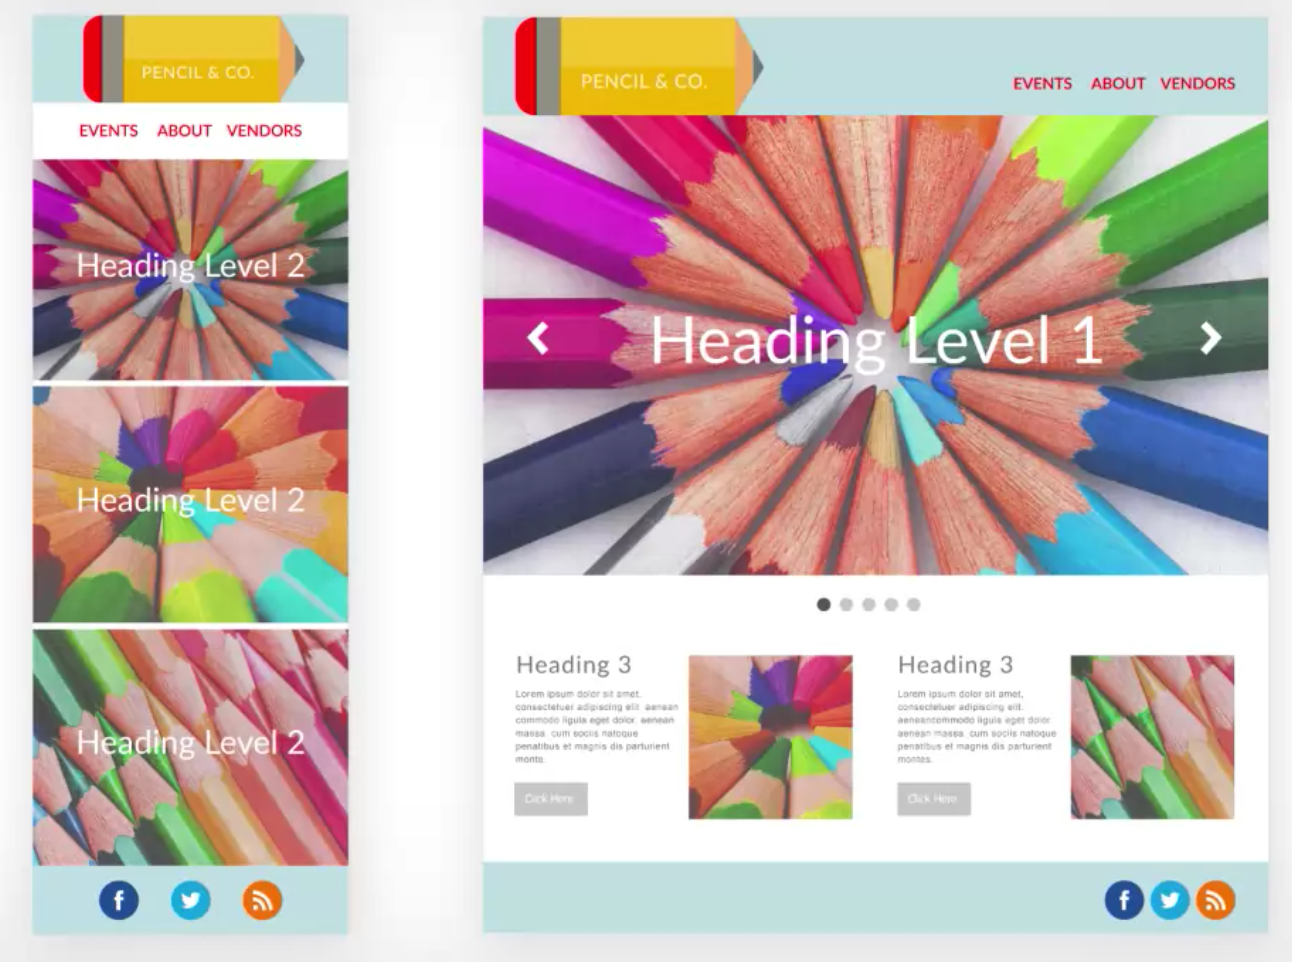 PENCIL & CO.
EVENTS ABOUT VENDORS
Heading Level 2
Heading Level 2
Heading Level 2
f
PENCIL & CO.
EVENTS ABOUT VENDORS
Heading Level 1
Heading 3
Lorem ipsum dolor sit amet,
consectetuer adipiscing elit. aenean
commodo ligula eget dolor. aenean
massa. cum sociis natoque
penatibus et magnis dis parturient
monte.
Click Here
Heading 3
Lorem ipsum dolor sit amet,
consectetuer adipiscing elit.
aeneancommodo ligula eget dolor
aenean massa. cum sociis natoque
penatibus et magnis dis parturient
montes.
Click Here
f